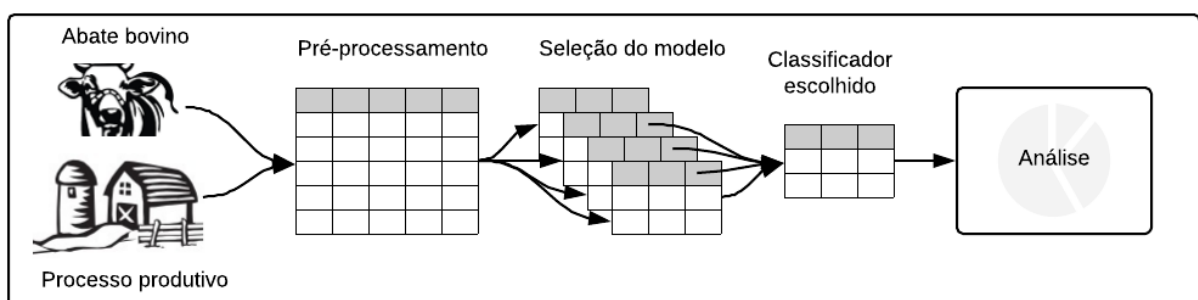 Abate bovino
Processo produtivo
Pré-processamento
Seleção do modelo
Classificador
escolhido
Análise